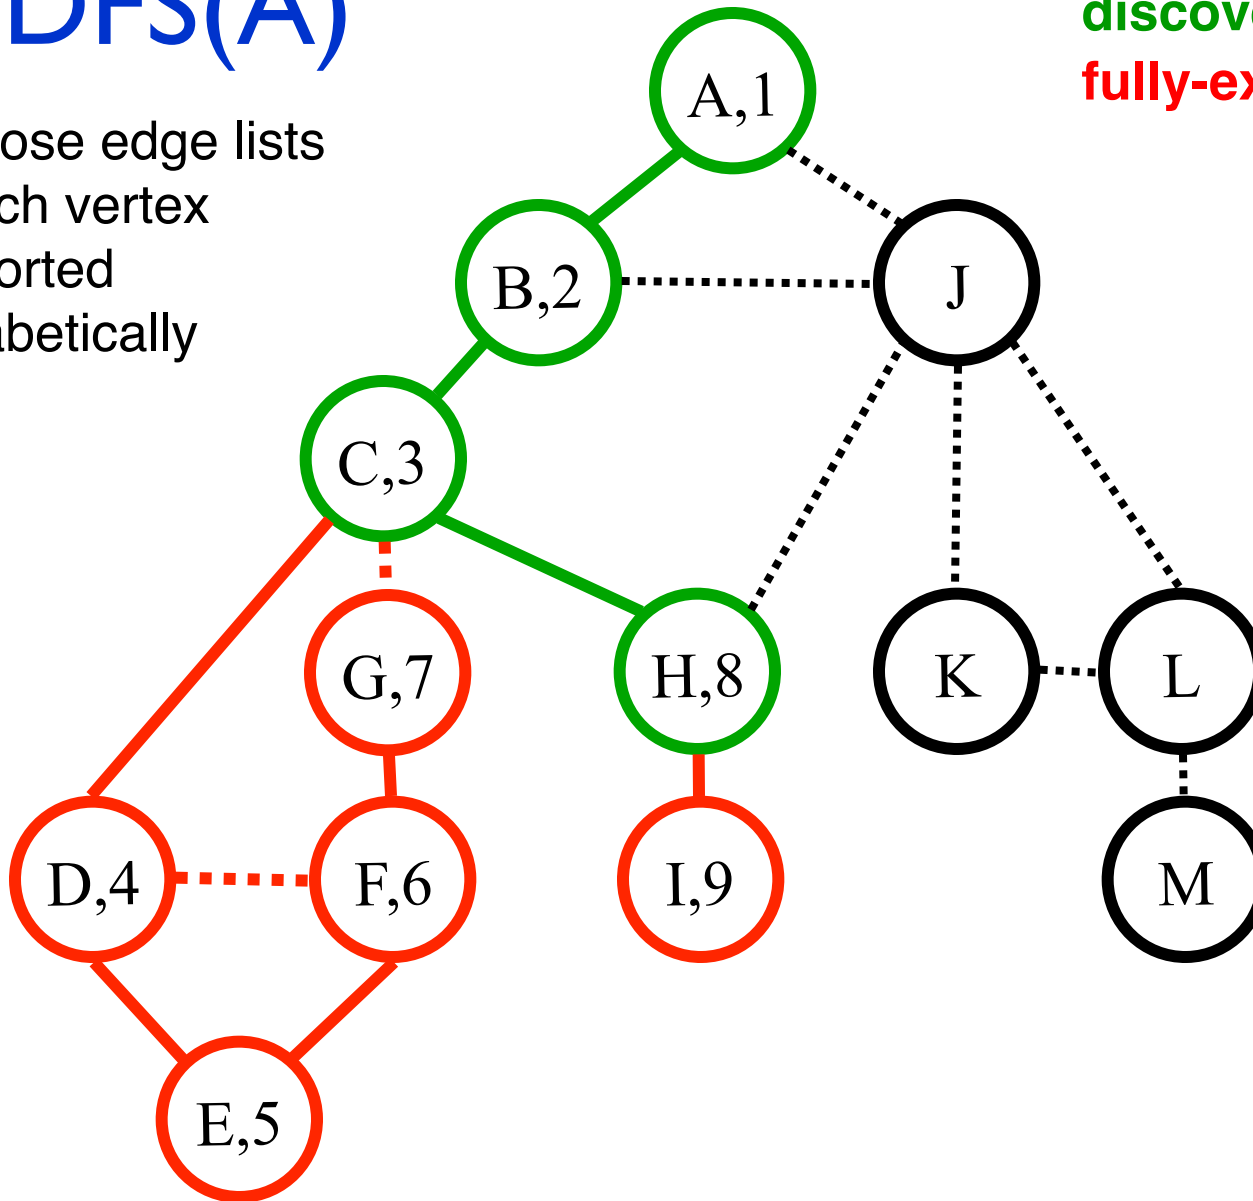 DFS(A)
discove
fully-ex
ose edge lists
ch vertex
orted
abetically
A,1
B,2
J
C,3
G,7
H,8
K
L
D,4
F,6
I,9
M
E,5